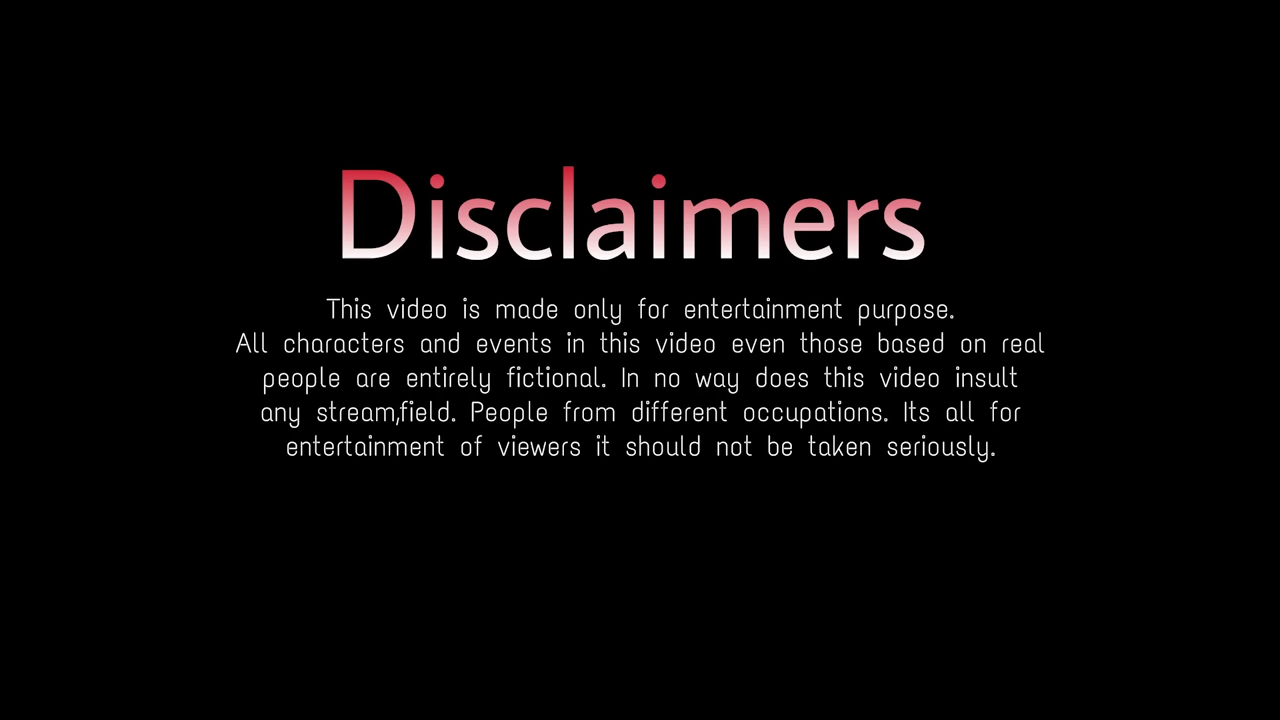 Disclaimers
This video is made only for entertainment purpose.
All characters and events in this video even those based on real
people are entirely fictional. In no way does this video insult
any stream,field. People from different occupations. Its all for
entertainment of viewers it should not be taken seriously.